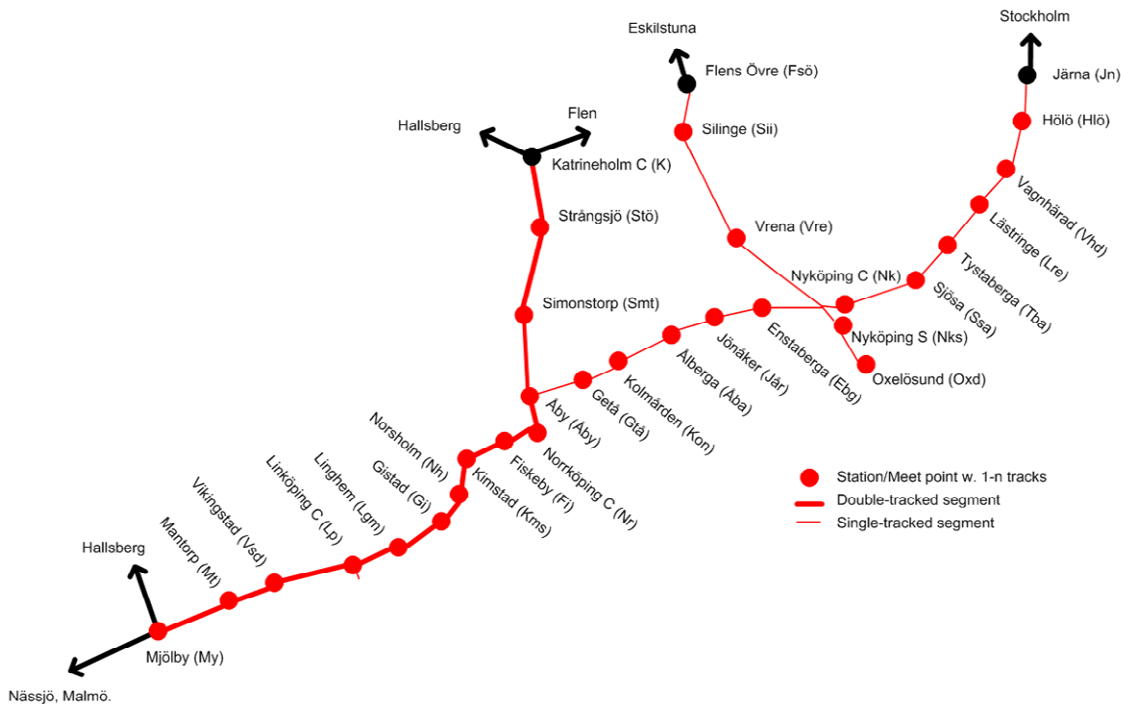 Stockholm
Eskilstuna
Flens Övre (Fsö)
Järna (Jn)
Hölö (Hlö)
Flen
Hallsberg
Silinge (Sii)
Katrineholm C (K)
Vagnhärad (Vhd)
Lästringe (Lre)
Tystaberga (Tba)
Sjösa (Ssa)
Strångsjö (Stö)
Vrena (Vre)
Nyköping C (Nk)
Simonstorp (Smt)
Nyköping S (Nks)
Oxelösund (Oxd)
Enstaberga (Ebg)
Jönåker (Jår)
Ålberga (Åba)
Kolmården (Kon)
Getå (Gtå)
Åby (Åby)
Norrköping C (Nr)
Fiskeby (Fi)
Kimstad (Kms)
Norsholm (Nh)
Gistad (Gi)
Linghem (Lgm)
Linköping C (Lp)
Vikingstad (Vsd)
Mantorp (Mt)
Station/Meet point w. 1-n tracks
Double-tracked segment
Single-tracked segment
Hallsberg
Mjölby (My)
Nässjö, Malmö.